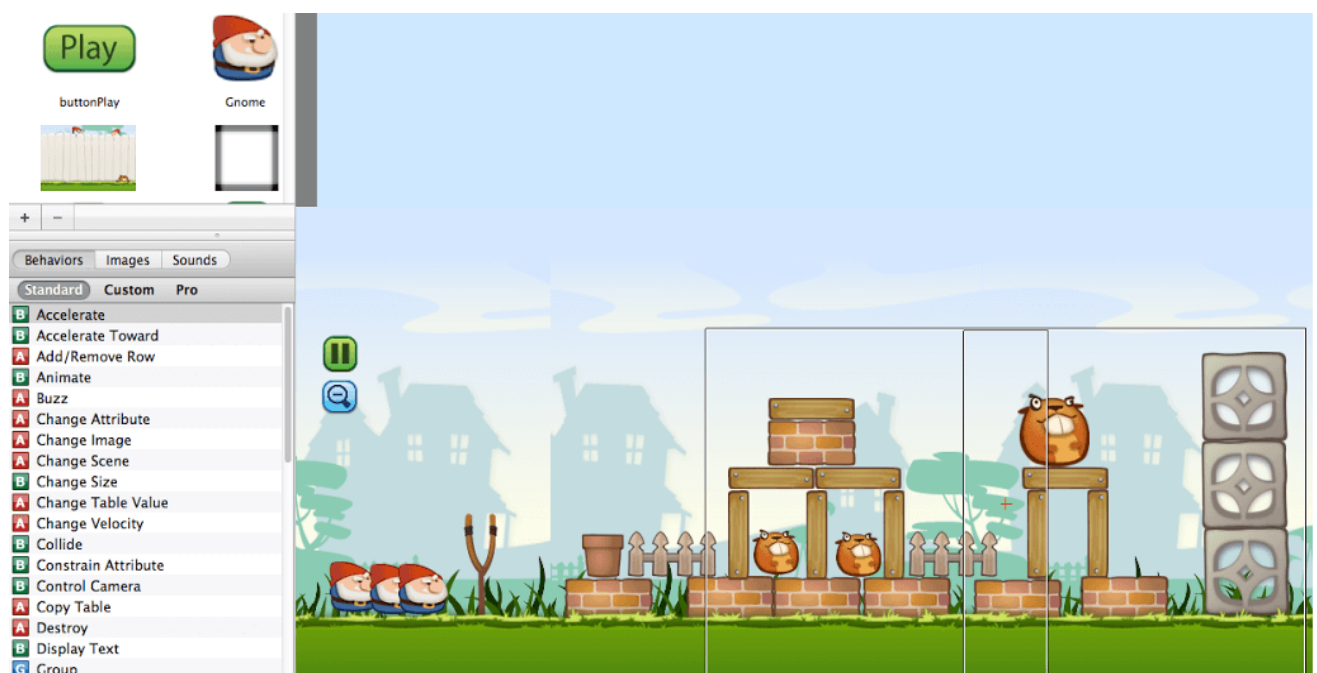 Play
buttonPlay
Gnome
+ −
Behaviors Images Sounds
Standard Custom Pro
B Accelerate
B Accelerate Toward
A Add/Remove Row
B Animate
A Buzz
A Change Attribute
A Change Image
A Change Scene
B Change Size
A Change Table Value
A Change Velocity
B Collide
B Constrain Attribute
B Control Camera
A Copy Table
A Destroy
B Display Text
G Group